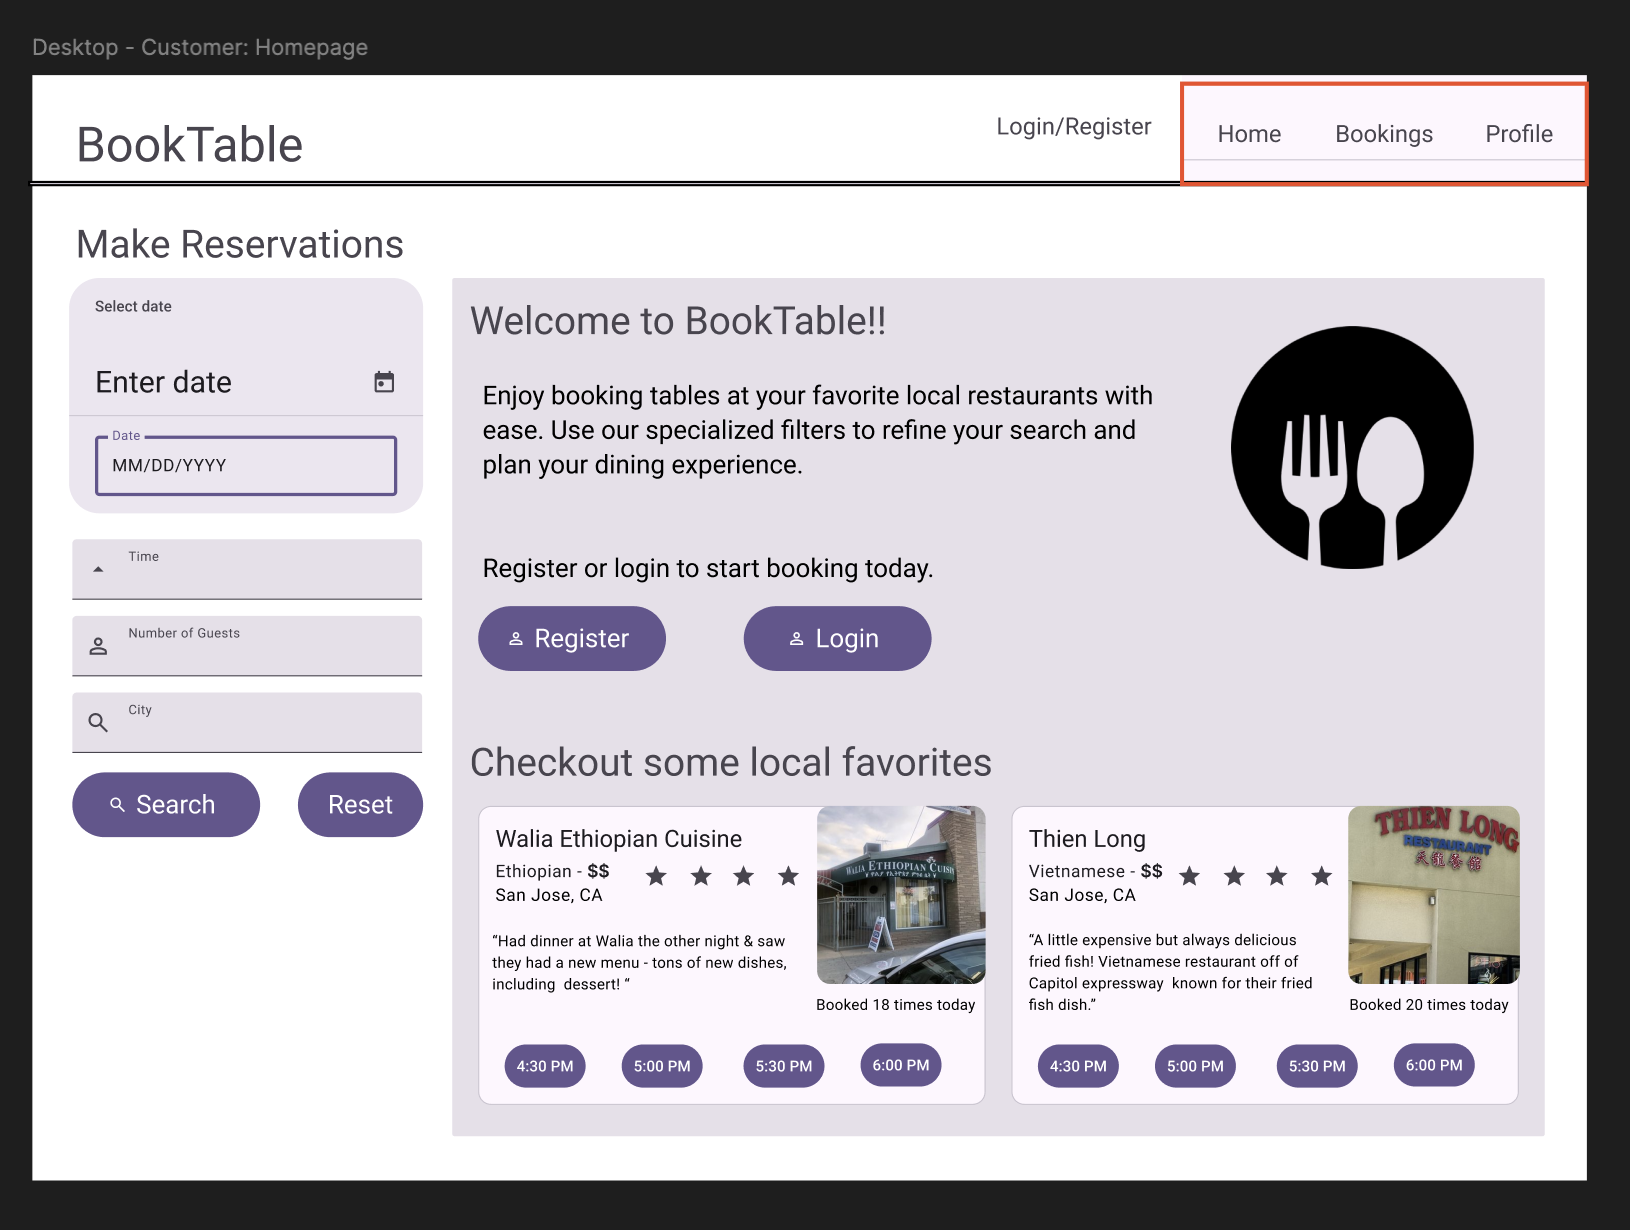 Desktop - Customer: Homepage
BookTable
Login/Register
Home
Bookings
Profile
Make Reservations
Select date
Enter date
Date
MM/DD/YYYY
Time
Number of Guests
City
Search
Reset
Welcome to BookTable!!
Enjoy booking tables at your favorite local restaurants with
ease. Use our specialized filters to refine your search and
plan your dining experience.
Register or login to start booking today.
Register
Login
Checkout some local favorites
Walia Ethiopian Cuisine
Ethiopian - $$
San Jose, CA
“Had dinner at Walia the other night & saw
they had a new menu - tons of new dishes,
including  dessert! “
WALIA ETHIOPIAN CUISIN
Booked 18 times today
4:30 PM
5:00 PM
5:30 PM
6:00 PM
Thien Long
Vietnamese - $$
San Jose, CA
“A little expensive but always delicious
fried fish! Vietnamese restaurant off of
Capitol expressway  known for their fried
fish dish.”
THIEN LONG
RESTAURANT
Booked 20 times today
4:30 PM
5:00 PM
5:30 PM
6:00 PM